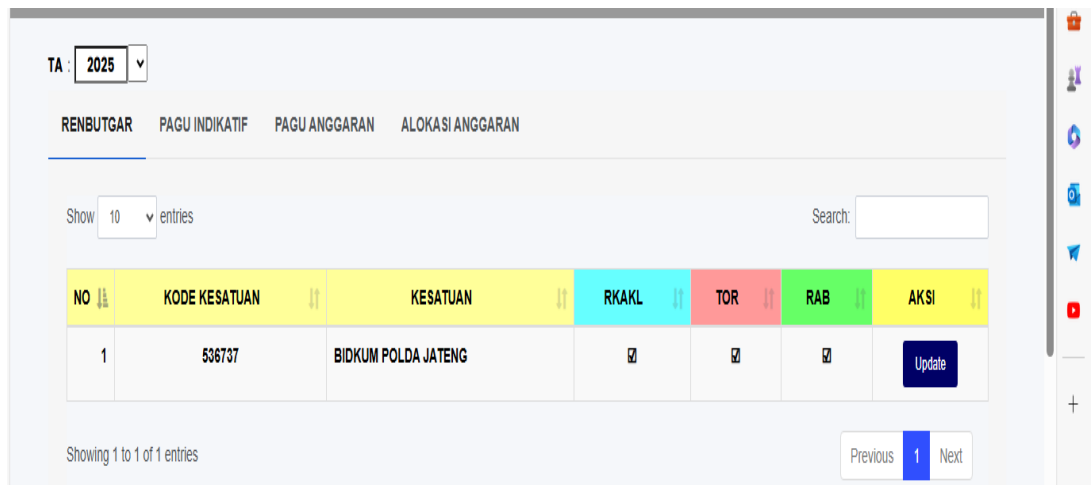 TA : 2025
RENBUTGAR PAGU INDIKATIF PAGU ANGGARAN ALOKASI ANGGARAN
Show 10 entries Search:
NO KODE KESATUAN KESATUAN RKAKL TOR RAB AKSI
1 536737 BIDKUM POLDA JATENG ☑ ☑ ☑ Update
Showing 1 to 1 of 1 entries Previous 1 Next